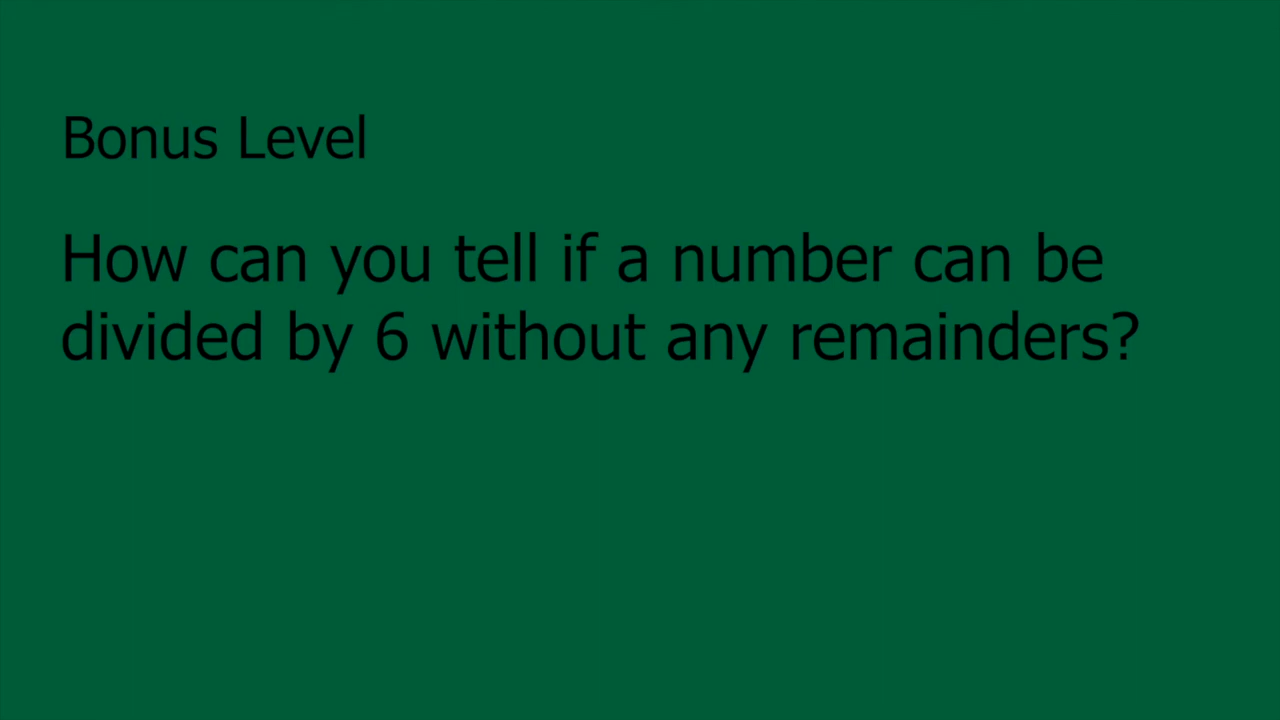 Bonus Level
How can you tell if a number can be
divided by 6 without any remainders?